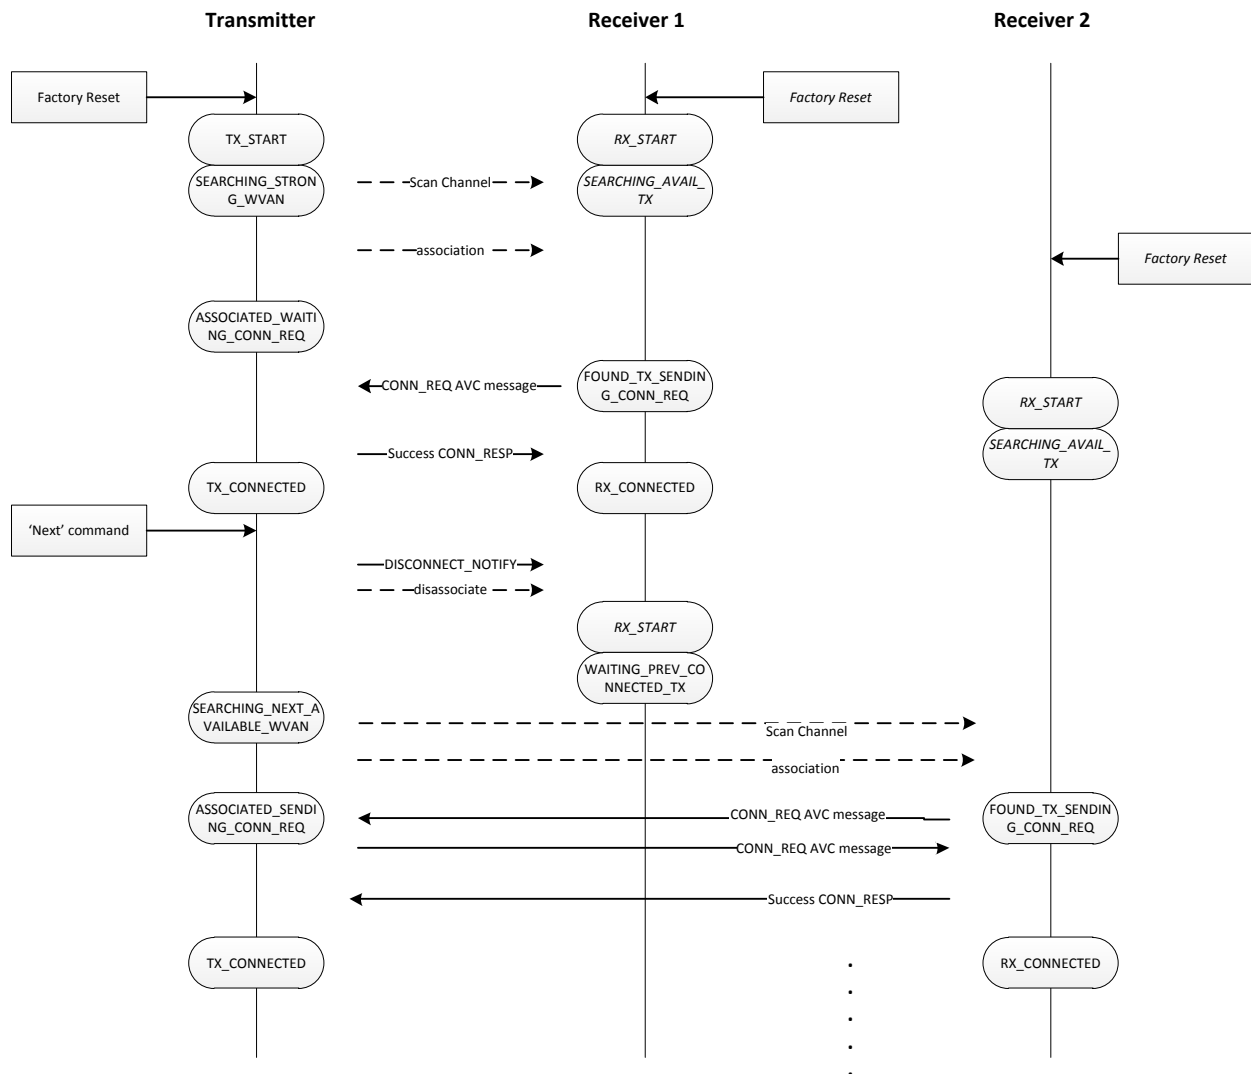 Transmitter
Receiver 1
Receiver 2
Factory Reset
Factory Reset
TX_START
RX_START
SEARCHING_STRON
G_WVAN
Scan Channel
SEARCHING_AVAIL_
TX
association
Factory Reset
ASSOCIATED_WAITI
NG_CONN_REQ
CONN_REQ AVC message
FOUND_TX_SENDIN
G_CONN_REQ
RX_START
Success CONN_RESP
SEARCHING_AVAIL_
TX
TX_CONNECTED
RX_CONNECTED
‘Next’ command
DISCONNECT_NOTIFY
disassociate
RX_START
WAITING_PREV_CO
NNECTED_TX
SEARCHING_NEXT_A
VAILABLE_WVAN
Scan Channel
association
ASSOCIATED_SENDI
NG_CONN_REQ
CONN_REQ AVC message
FOUND_TX_SENDIN
G_CONN_REQ
CONN_REQ AVC message
Success CONN_RESP
TX_CONNECTED
RX_CONNECTED